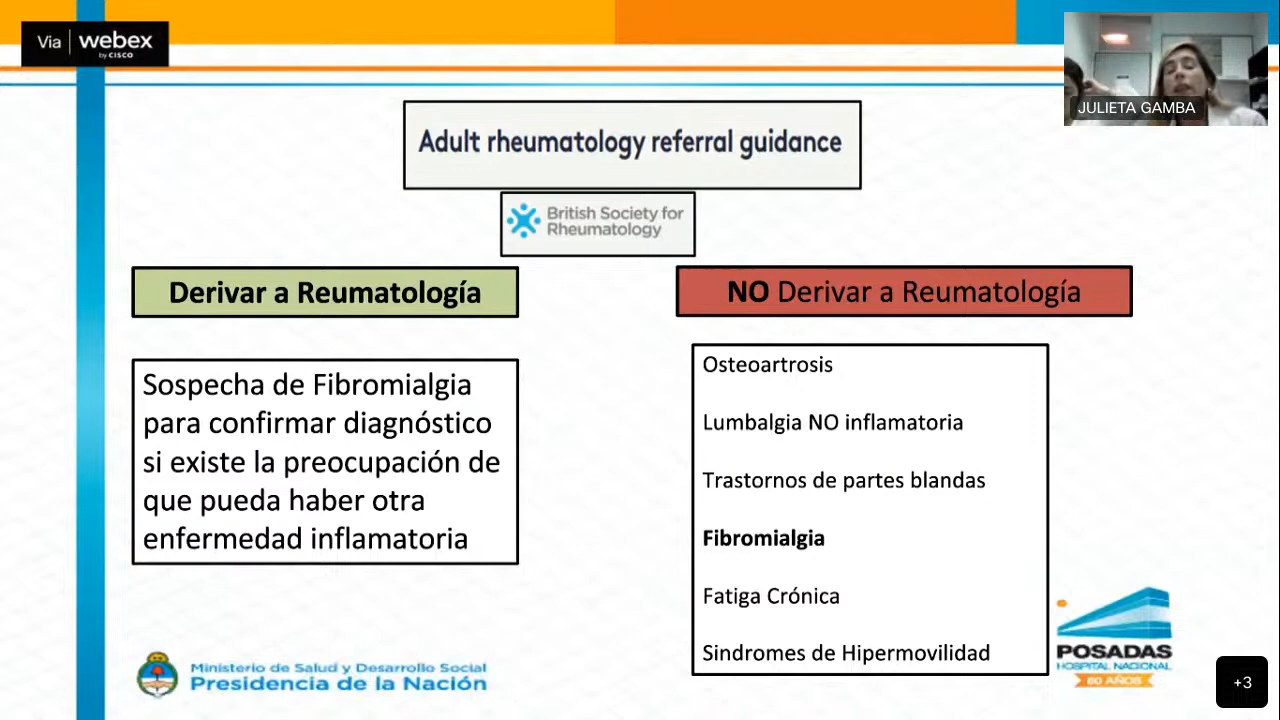 Via webex
by CISCO
JULIETA GAMBA
Adult rheumatology referral guidance
British Society for
Rheumatology
Derivar a Reumatología
Sospecha de Fibromialgia
para confirmar diagnóstico
si existe la preocupación de
que pueda haber otra
enfermedad inflamatoria
NO Derivar a Reumatología
Osteoartrosis
Lumbalgia NO inflamatoria
Trastornos de partes blandas
Fibromialgia
Fatiga Crónica
Sindromes de Hipermovilidad
Ministerio de Salud y Desarrollo Social
Presidencia de la Nación
POSADAS
HOSPITAL NACIONAL
60 AÑOS
+3